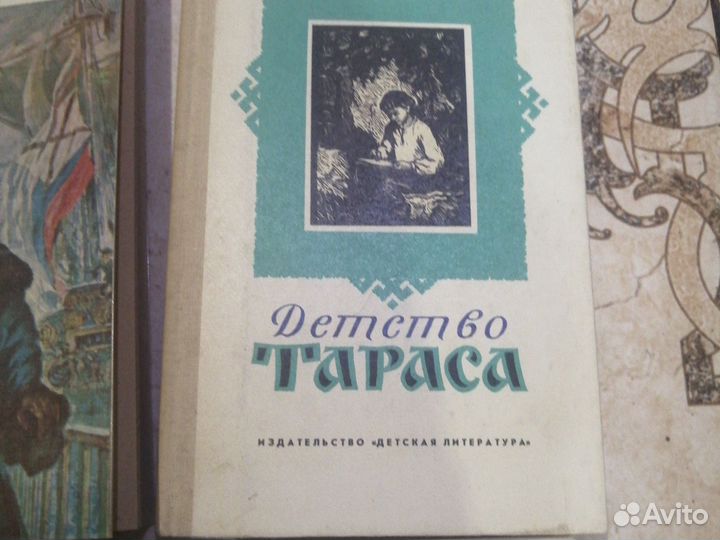 Детство
ТАРАСА
ИЗДАТЕЛЬСТВО «ДЕТСКАЯ ЛИТЕРАТУРА»
Avito